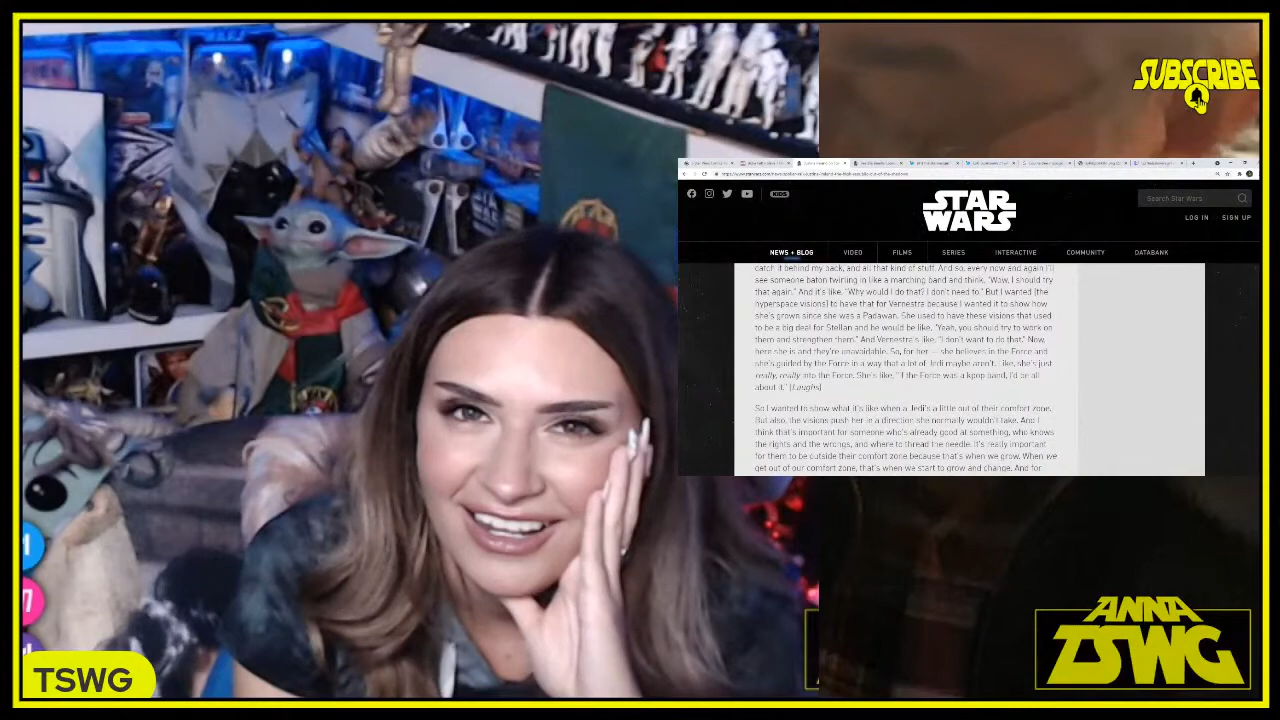 SUBSCRIBE
STAR
WARS
KIDS
Search Star Wars
LOG IN SIGN UP
NEWS + BLOG VIDEO FILMS SERIES INTERACTIVE COMMUNITY DATABANK
catch it behind my back, and all that kind of stuff. And so, every now and again I'll
see someone baton twirling in like a marching band and think, "Wow, I should try
that again." And it's like, "Why would I do that? I don't need to." But I wanted [the
hyperspace visions] to have that for Vernestra because I wanted it to show how
she's grown since she was a Padawan. She used to have these visions that used
to be a big deal for Stellan and he would be like, "Yeah, you should try to work on
them and strengthen them." And Vernestra's like, "I don't want to do that." Now,
here she is and they're unavoidable. So, for her — she believes in the Force and
she's guided by the Force in a way that a lot of Jedi maybe aren't. Like, she's just
really, really into the Force. She's like, "If the Force was a kpop band, I'd be all
about it." [Laughs]
So I wanted to show what it's like when a Jedi's a little out of their comfort zone.
But also, the visions push her in a direction she normally wouldn't take. And I
think that's important for someone who's already good at something, who knows
the rights and the wrongs, and where to thread the needle. It's really important
for them to be outside their comfort zone because that's when we grow. When we
get out of our comfort zone, that's when we start to grow and change. And for
ANNA
TSWG
TSWG